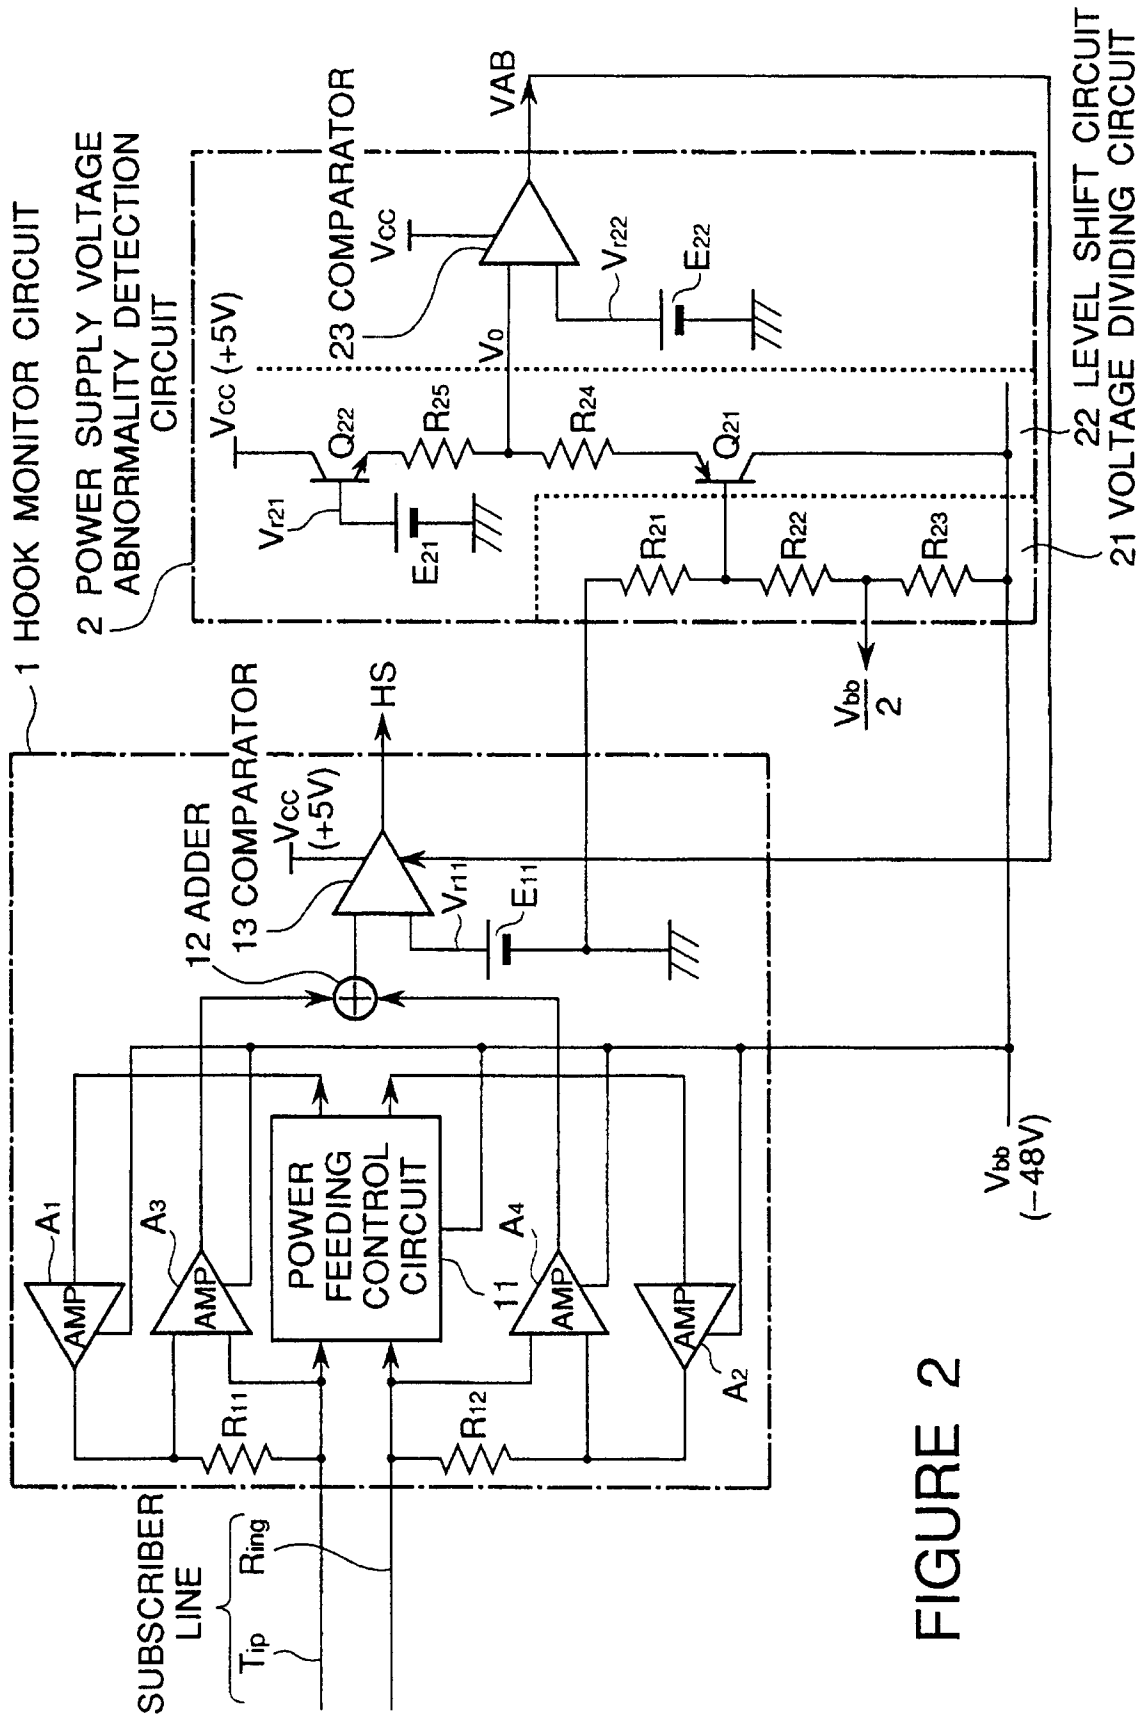 1 HOOK MONITOR CIRCUIT
2 POWER SUPPLY VOLTAGE
ABNORMALITY DETECTION
CIRCUIT
SUBSCRIBER
LINE
Tip
Ring
A1
AMP
A3
AMP
R11
POWER
FEEDING
CONTROL
CIRCUIT
11
R12
A4
AMP
AMP
A2
12 ADDER
13 COMPARATOR
Vcc
(+5V)
HS
Vr11
E11
Vbb
(−48V)
Vcc (+5V)
Vr21
Q22
E21
R25
V0
R24
Q21
R21
R22
R23
Vbb
2
23 COMPARATOR
Vcc
VAB
Vr22
E22
22 LEVEL SHIFT CIRCUIT
21 VOLTAGE DIVIDING CIRCUIT
FIGURE 2